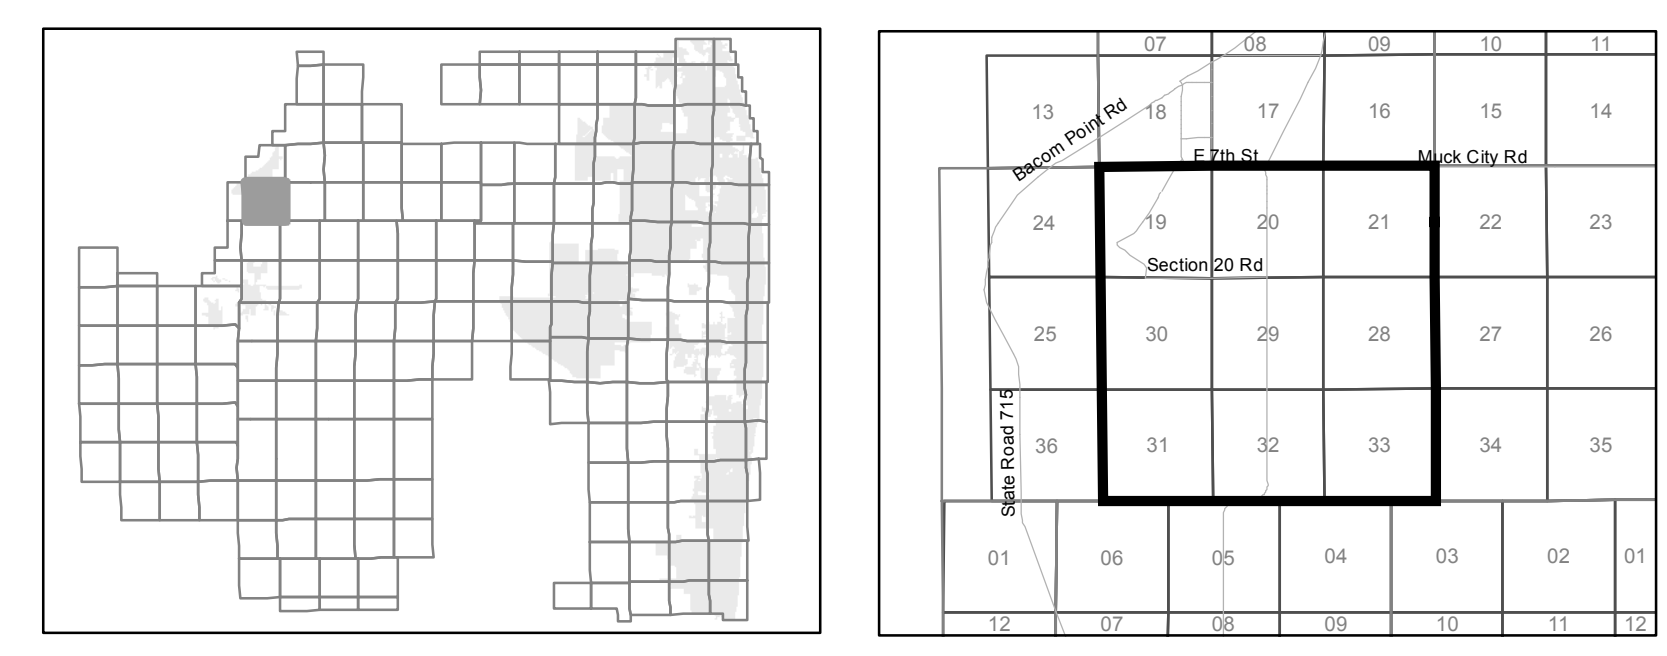 07 08 09 10 11
13 18 17 16 15 14
Bacom Point Rd
E 7th St
Muck City Rd
24 19 20 21 22 23
Section 20 Rd
25 30 29 28 27 26
State Road 715
36 31 32 33 34 35
01 06 05 04 03 02 01
12 07 08 09 10 11 12